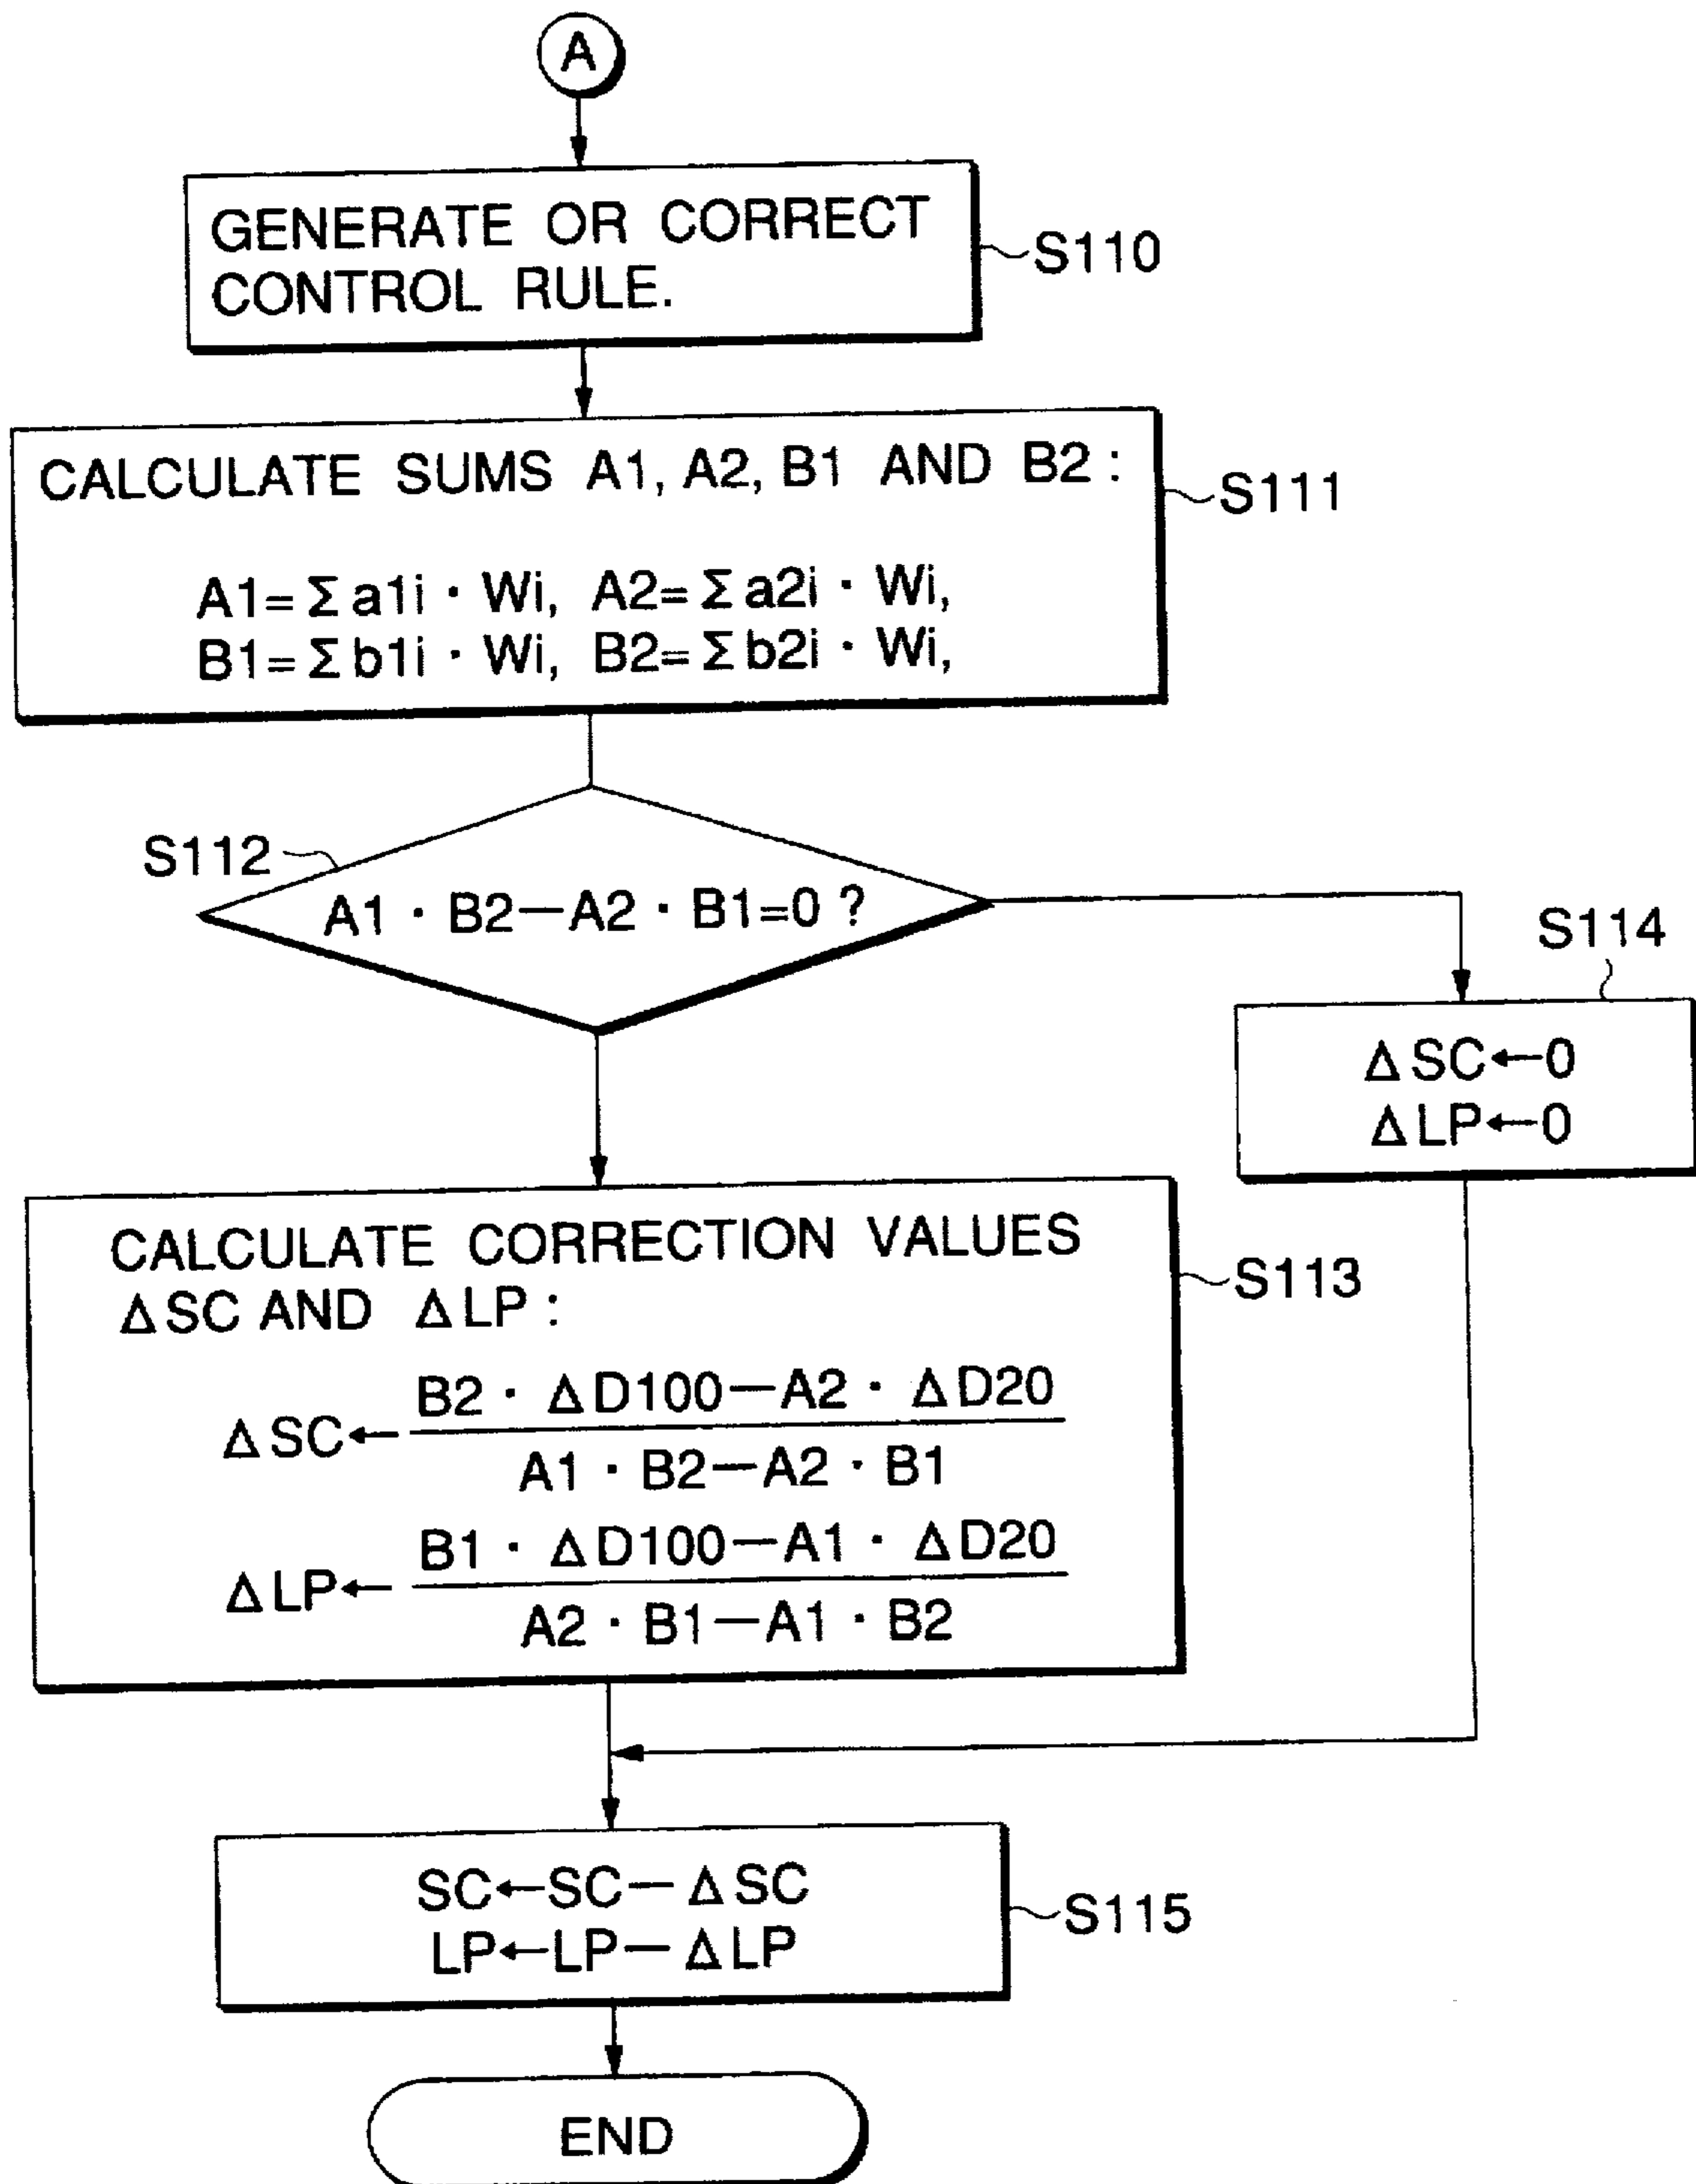 A
GENERATE OR CORRECT
CONTROL RULE.
S110
CALCULATE SUMS A1, A2, B1 AND B2 :
S111
A1=Σa1i · Wi, A2=Σa2i · Wi,
B1=Σb1i · Wi, B2=Σb2i · Wi,
S112
A1 · B2—A2 · B1=0 ?
S114
ΔSC←0
ΔLP←0
CALCULATE CORRECTION VALUES
ΔSC AND ΔLP :
S113
B2 · ΔD100—A2 · ΔD20
ΔSC←
A1 · B2—A2 · B1
B1 · ΔD100—A1 · ΔD20
ΔLP←
A2 · B1—A1 · B2
SC←SC—ΔSC
LP←LP—ΔLP
S115
END